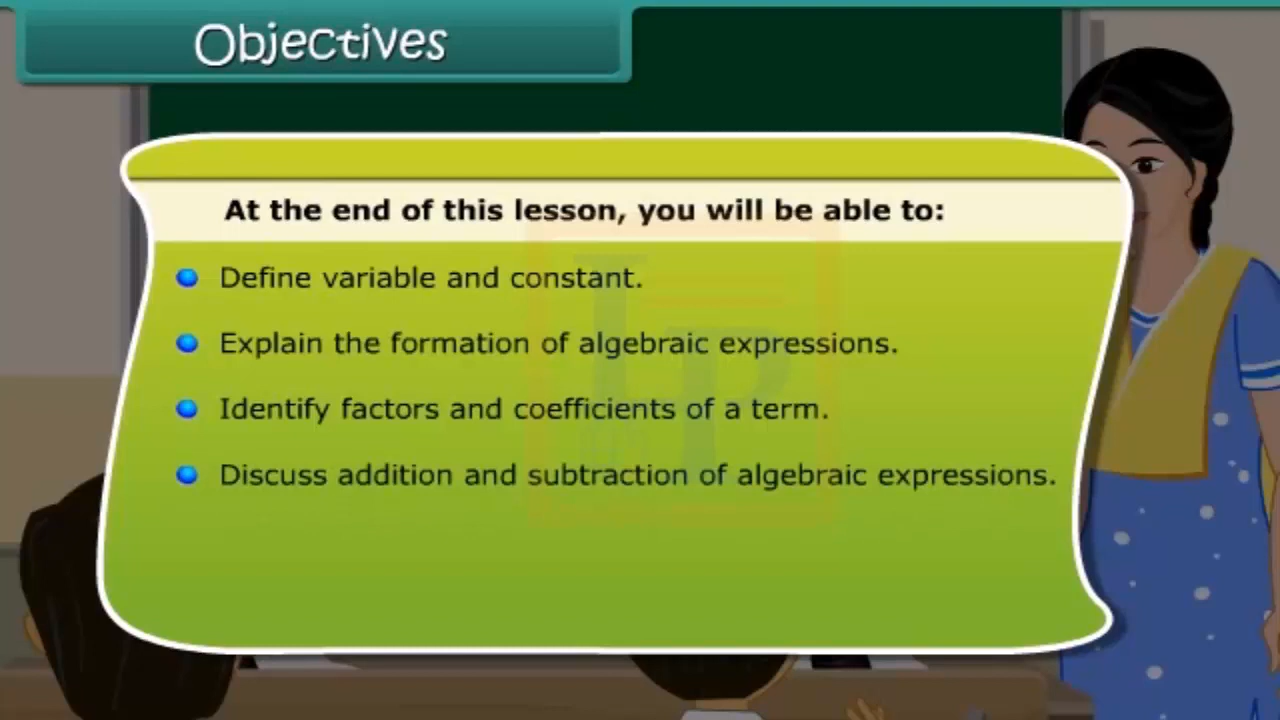 Objectives
At the end of this lesson, you will be able to:
Define variable and constant.
Explain the formation of algebraic expressions.
Identify factors and coefficients of a term.
Discuss addition and subtraction of algebraic expressions.